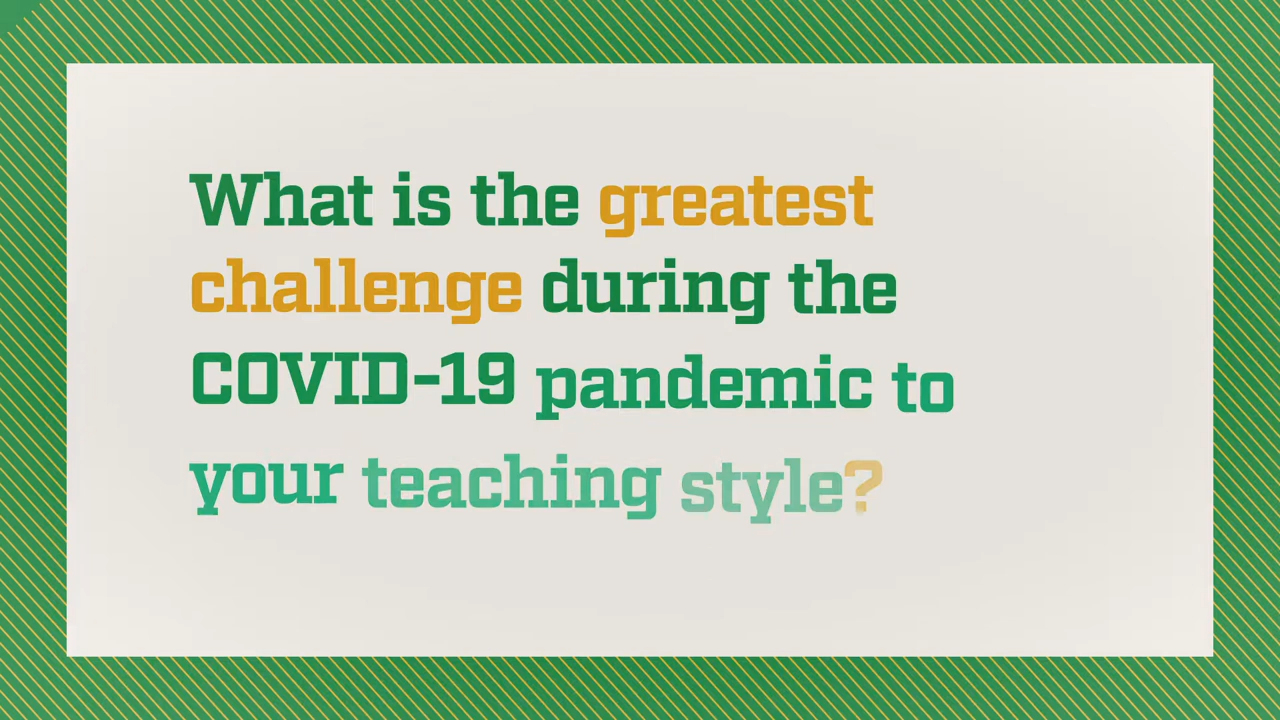 What is the greatest
challenge during the
COVID-19 pandemic to
your teaching style?